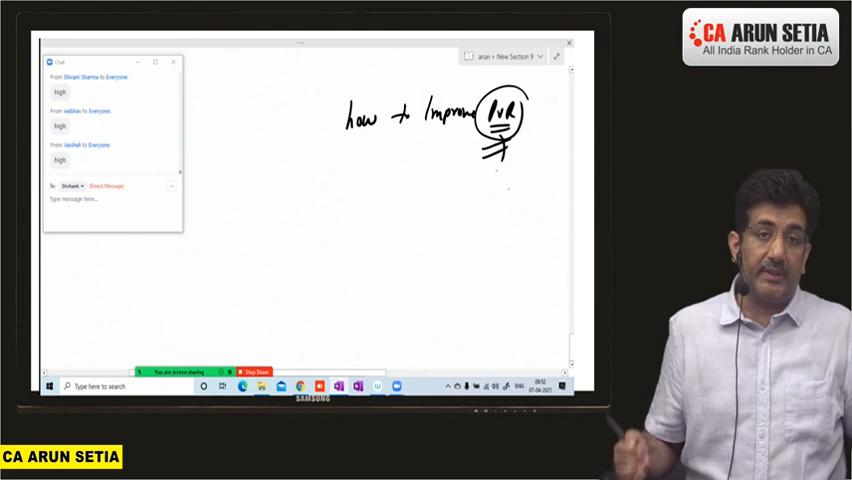 CA ARUN SETIA
All India Rank Holder in CA
arun > New Section 9
Chat
From Shivani Sharma to Everyone:
high
From vaibhav to Everyone:
high
From Vaishali to Everyone:
high
To: Shivani (Direct Message)
Type message here...
how to Improve PVR
You are screen sharing
Stop Share
Type here to search
ENG
09:52
07-04-2021
SAMSUNG
CA ARUN SETIA